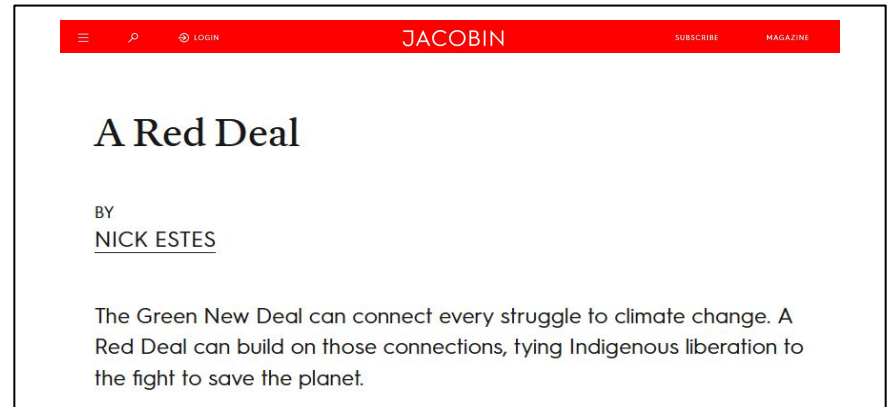 LOGIN JACOBIN SUBSCRIBE MAGAZINE
A Red Deal
BY
NICK ESTES
The Green New Deal can connect every struggle to climate change. A
Red Deal can build on those connections, tying Indigenous liberation to
the fight to save the planet.